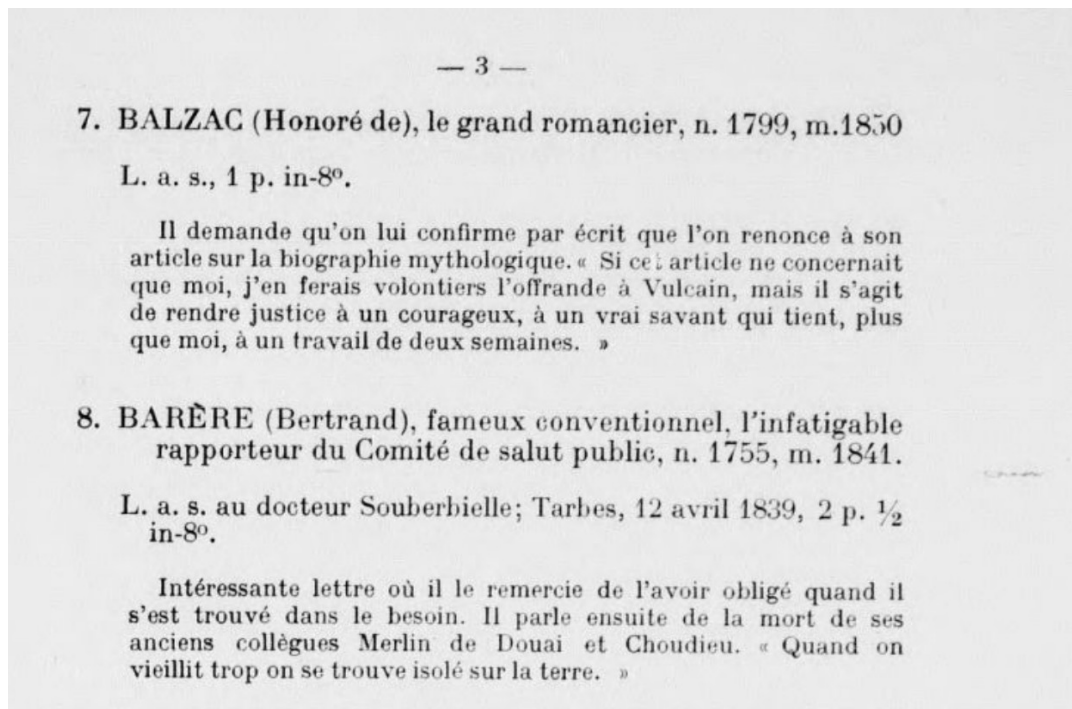 — 3 —
7. BALZAC (Honoré de), le grand romancier, n. 1799, m.1850
L. a. s., 1 p. in-8º.
Il demande qu'on lui confirme par écrit que l'on renonce à son
article sur la biographie mythologique. « Si cet article ne concernait
que moi, j'en ferais volontiers l'offrande à Vulcain, mais il s'agit
de rendre justice à un courageux, à un vrai savant qui tient, plus
que moi, à un travail de deux semaines. »
8. BARÈRE (Bertrand), fameux conventionnel, l'infatigable
rapporteur du Comité de salut public, n. 1755, m. 1841.
L. a. s. au docteur Souberbielle; Tarbes, 12 avril 1839, 2 p. ½
in-8º.
Intéressante lettre où il le remercie de l'avoir obligé quand il
s'est trouvé dans le besoin. Il parle ensuite de la mort de ses
anciens collègues Merlin de Douai et Choudieu. « Quand on
vieillit trop on se trouve isolé sur la terre. »